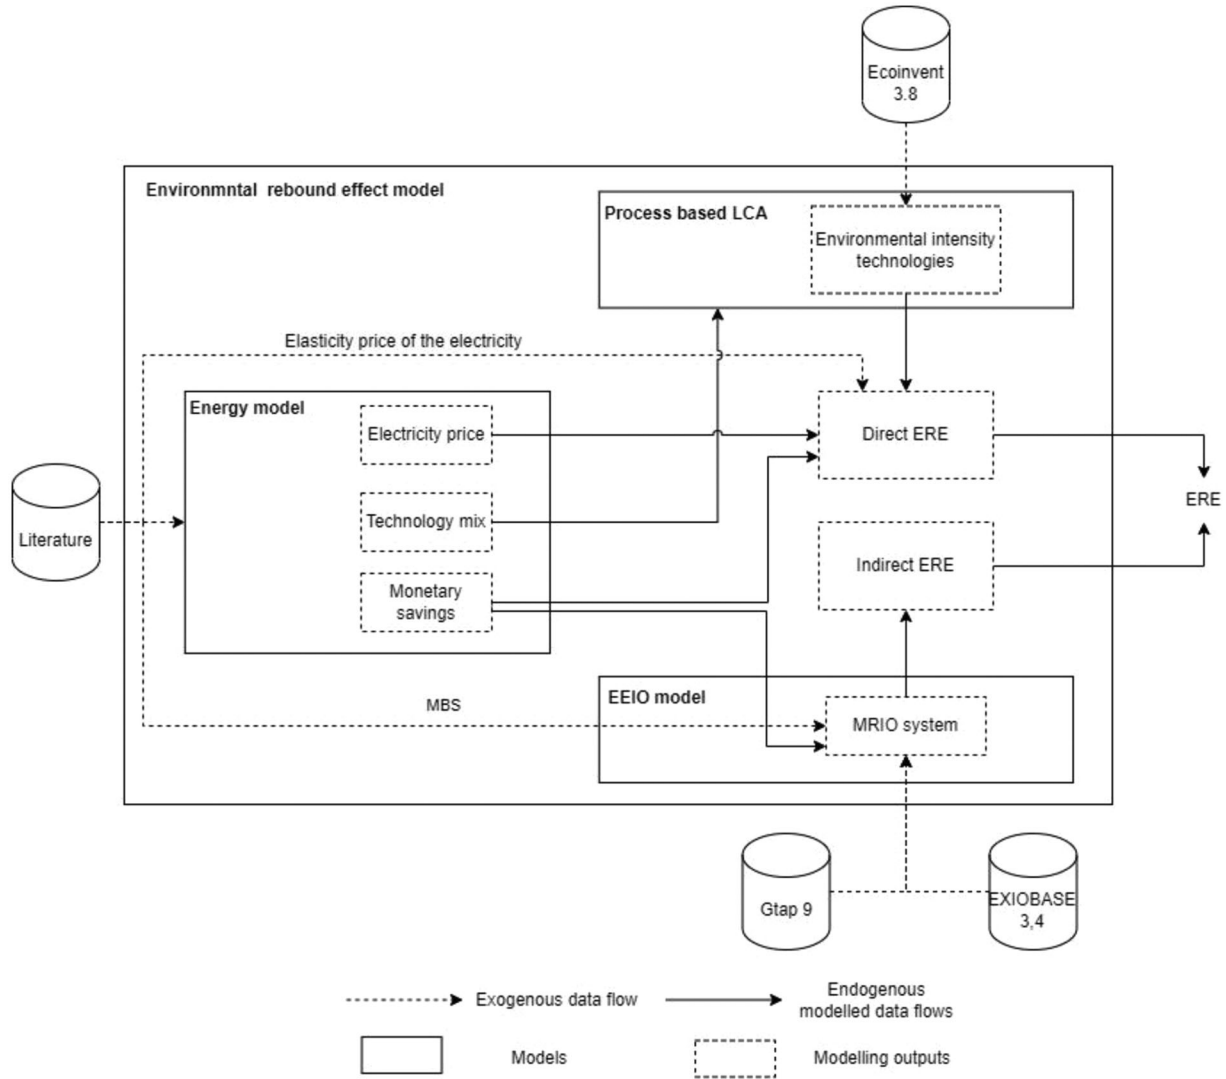 Ecoinvent
3.8
Environmntal rebound effect model
Process based LCA
Environmental intensity
technologies
Elasticity price of the electricity
Energy model
Electricity price
Direct ERE
Literature
Technology mix
ERE
Indirect ERE
Monetary
savings
MBS
EEIO model
MRIO system
Gtap 9
EXIOBASE
3,4
Exogenous data flow
Endogenous
modelled data flows
Models
Modelling outputs